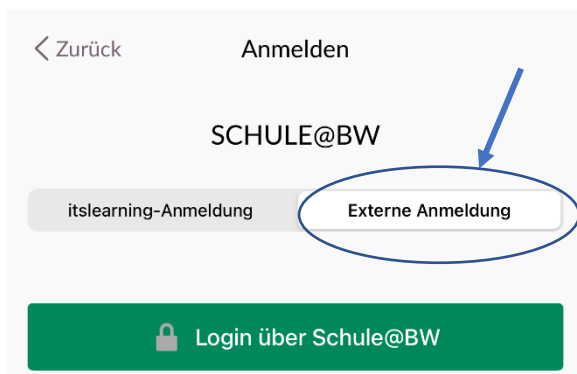 Zurück Anmelden
SCHULE@BW
itslearning-Anmeldung Externe Anmeldung
Login über Schule@BW